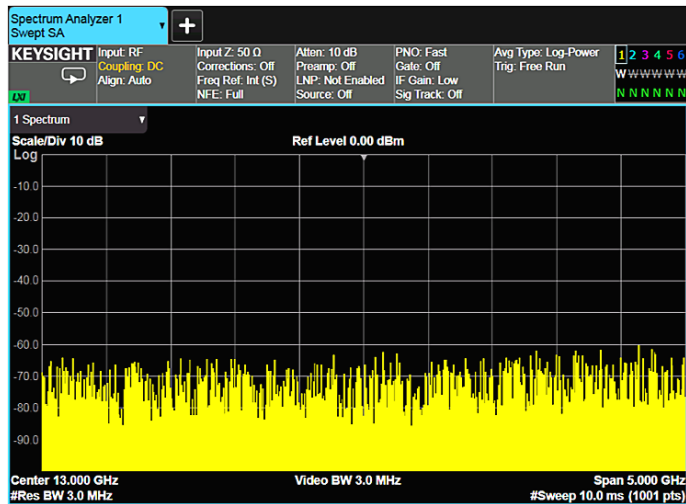 Spectrum Analyzer 1
Swept SA
KEYSIGHT
LXI
Input: RF
Coupling: DC
Align: Auto
Input Z: 50 Ω
Corrections: Off
Freq Ref: Int (S)
NFE: Full
Atten: 10 dB
Preamp: Off
LNP: Not Enabled
Source: Off
PNO: Fast
Gate: Off
IF Gain: Low
Sig Track: Off
Avg Type: Log-Power
Trig: Free Run
1 2 3 4 5 6
W W W W W W
N N N N N N
1 Spectrum
Scale/Div 10 dB
Ref Level 0.00 dBm
Log
-10.0
-20.0
-30.0
-40.0
-50.0
-60.0
-70.0
-80.0
-90.0
Center 13.000 GHz
Video BW 3.0 MHz
Span 5.000 GHz
#Res BW 3.0 MHz
#Sweep 10.0 ms (1001 pts)